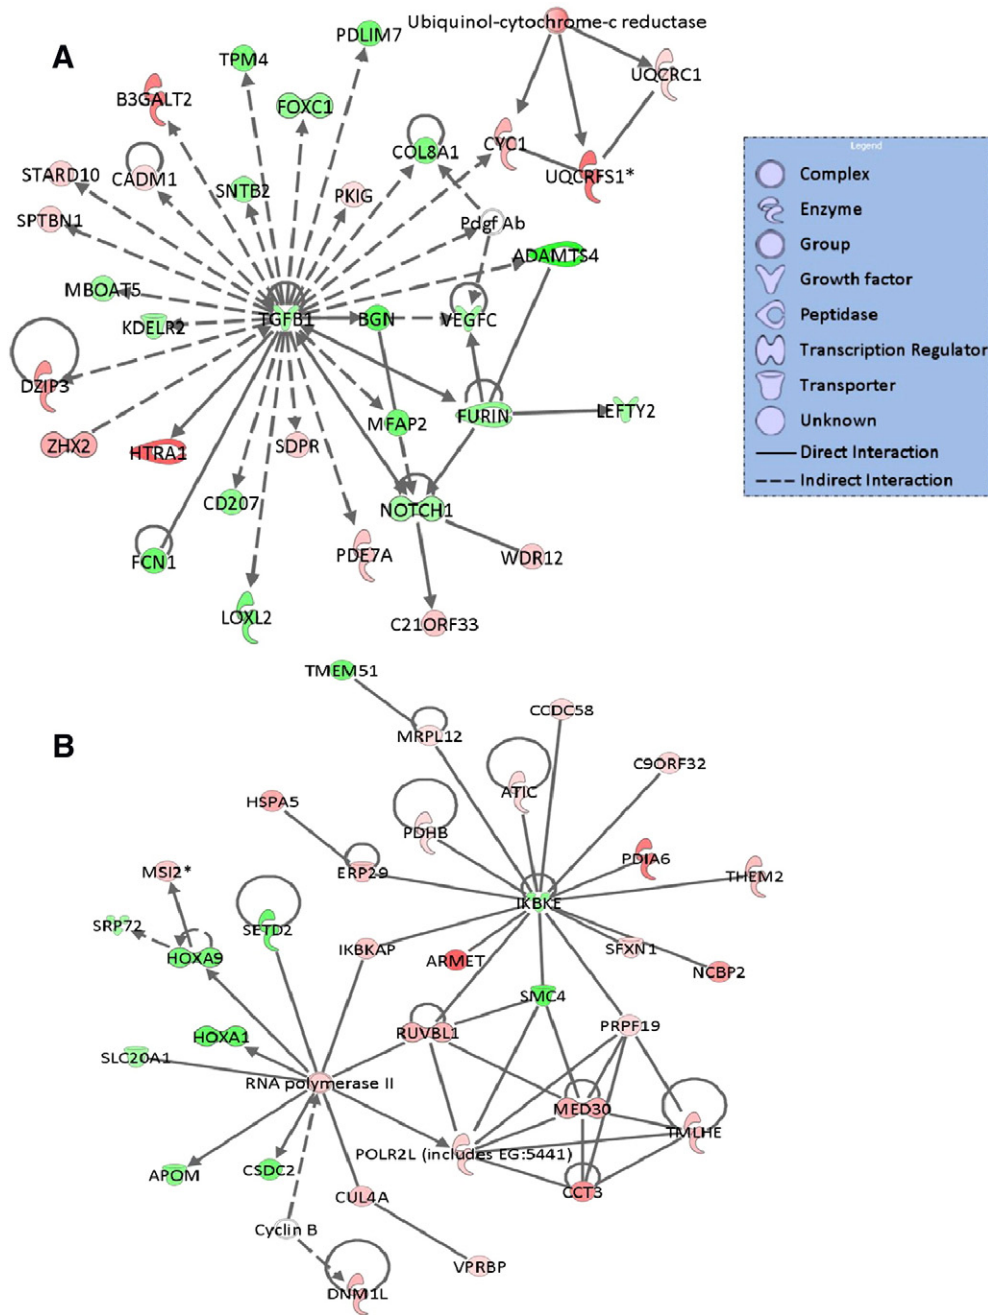 A
Ubiquinol-cytochrome-c reductase
PDLIM7
TPM4
UQCRC1
B3GALT2
FOXC1
CYC1
COL8A1
UQCRFS1*
STARD10
CADM1
SNTB2
PKIG
SPTBN1
Pdgf Ab
ADAMTS4
MBOAT5
KDELR2
TGFB1
BGN
VEGFC
DZIP3
FURIN
LEFTY2
MFAP2
ZHX2
HTRA1
SDPR
CD207
NOTCH1
PDE7A
WDR12
FCN1
LOXL2
C21ORF33
Legend
Complex
Enzyme
Group
Growth factor
Peptidase
Transcription Regulator
Transporter
Unknown
Direct Interaction
Indirect Interaction
B
TMEM51
CCDC58
MRPL12
C9ORF32
ATIC
HSPA5
PDHB
PDIA6
MSI2*
ERP29
THEM2
IKBKE
SRP72
SETD2
IKBKAP
SFXN1
HOXA9
ARMET
NCBP2
SMC4
HOXA1
RUVBL1
PRPF19
SLC20A1
RNA polymerase II
MED30
TMLHE
POLR2L (includes EG:5441)
APOM
CSDC2
CUL4A
CCT3
Cyclin B
VPRBP
DNM1L